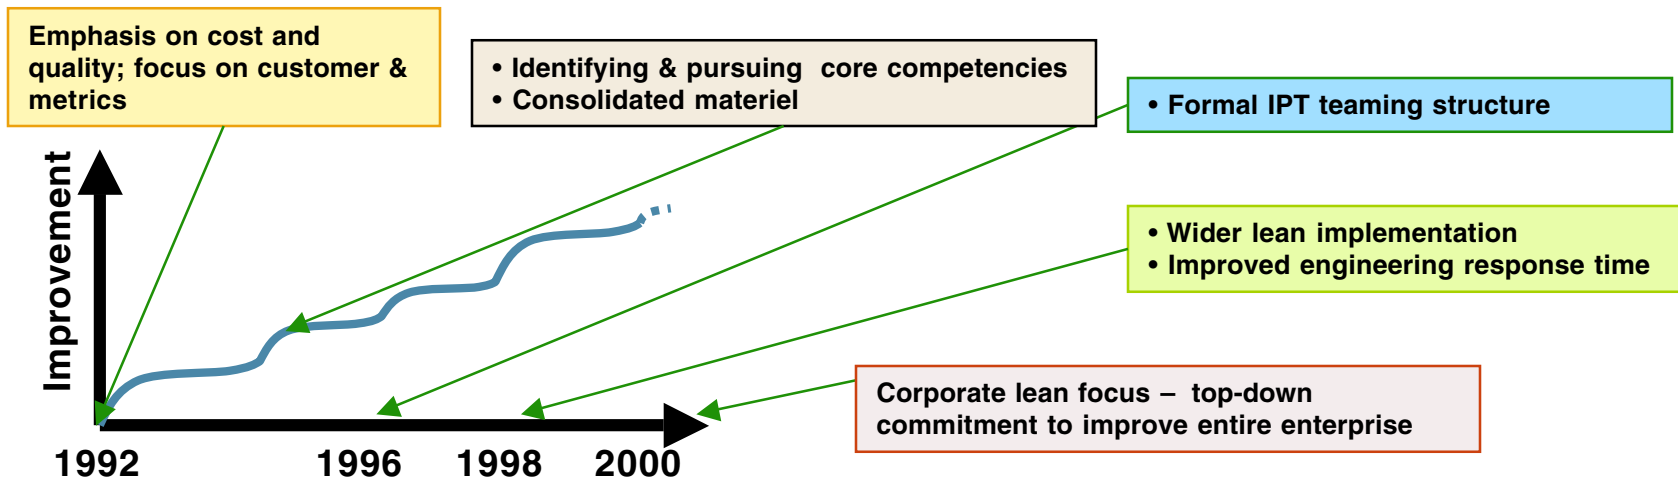 Emphasis on cost and
quality; focus on customer &
metrics
• Identifying & pursuing core competencies
• Consolidated materiel
• Formal IPT teaming structure
• Wider lean implementation
• Improved engineering response time
Corporate lean focus – top-down
commitment to improve entire enterprise
Improvement
1992 1996 1998 2000